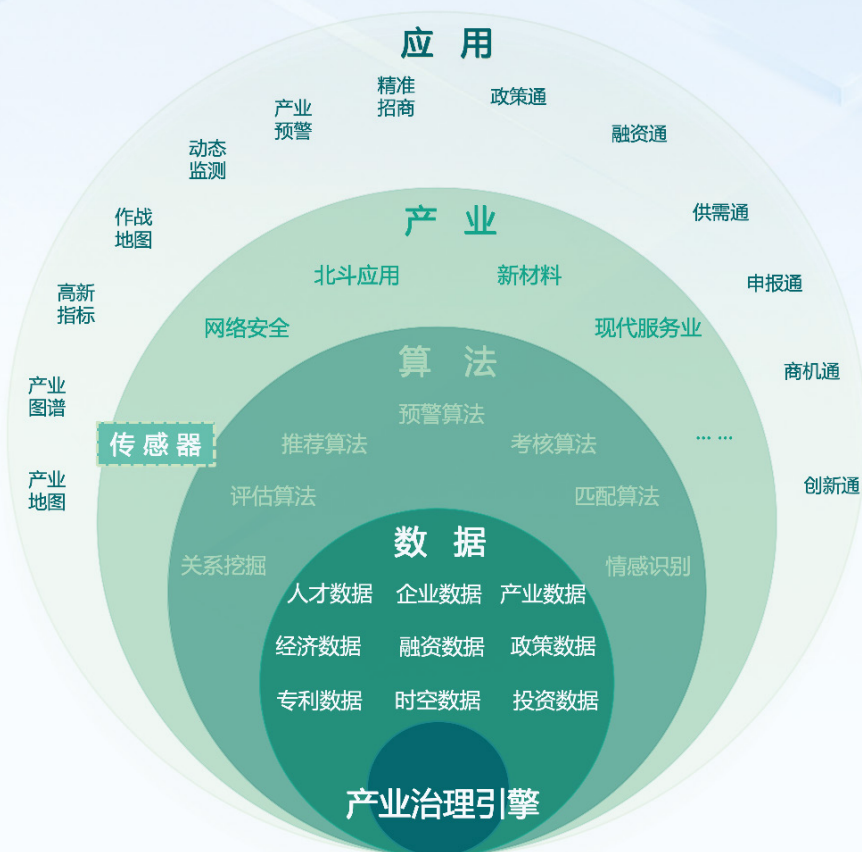 应 用
精准
招商
政策通
产业
预警
融资通
动态
监测
作战
地图
供需通
高新
指标
申报通
产业
图谱
商机通
产业
地图
创新通
产 业
北斗应用
新材料
网络安全
现代服务业
... ...
传感器
算 法
预警算法
推荐算法
考核算法
评估算法
匹配算法
关系挖掘
情感识别
数 据
人才数据 企业数据 产业数据
经济数据 融资数据 政策数据
专利数据 时空数据 投资数据
产业治理引擎